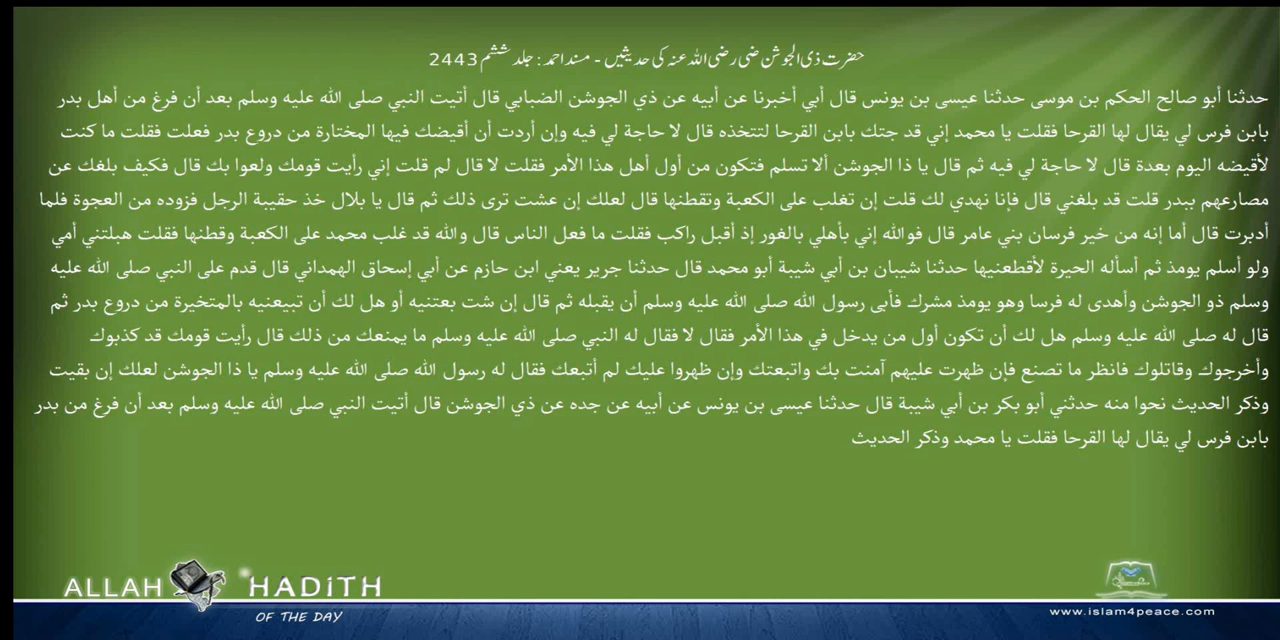 حضرت ذی الجوشن ضی رضی اللہ عنہ کی حدیثیں - مسند احمد : جلد ششم 2443
حدثنا أبو صالح الحكم بن موسى حدثنا عيسى بن يونس قال أبي أخبرنا عن أبيه عن ذي الجوشن الضبابي قال أتيت النبي صلى الله عليه وسلم بعد أن فرغ من أهل بدر
بابن فرس لي يقال لها القرحا فقلت يا محمد إني قد جتك بابن القرحا لتتخذه قال لا حاجة لي فيه وإن أردت أن أقيضك فيها المختارة من دروع بدر فعلت فقلت ما كنت
لأقيضه اليوم بعدة قال لا حاجة لي فيه ثم قال يا ذا الجوشن ألا تسلم فتكون من أول أهل هذا الأمر فقلت لا قال لم قلت إني رأيت قومك ولعوا بك قال فكيف بلغك عن
مصارعهم ببدر قلت قد بلغني قال فإنا نهدي لك قلت إن تغلب على الكعبة وتقطنها قال لعلك إن عشت ترى ذلك ثم قال يا بلال خذ حقيبة الرجل فزوده من العجوة فلما
أدبرت قال أما إنه من خير فرسان بني عامر قال فوالله إني بأهلي بالغور إذ أقبل راكب فقلت ما فعل الناس قال والله قد غلب محمد على الكعبة وقطنها فقلت هبلتني أمي
ولو أسلم يومذ ثم أسأله الحيرة لأقطعنيها حدثنا شيبان بن أبي شيبة أبو محمد قال حدثنا جرير يعني ابن حازم عن أبي إسحاق الهمداني قال قدم على النبي صلى الله عليه
وسلم ذو الجوشن وأهدى له فرسا وهو يومذ مشرك فأبى رسول الله صلى الله عليه وسلم أن يقبله ثم قال إن شت بعتنيه أو هل لك أن تبيعنيه بالمتخيرة من دروع بدر ثم
قال له صلى الله عليه وسلم هل لك أن تكون أول من يدخل في هذا الأمر فقال لا فقال له النبي صلى الله عليه وسلم ما يمنعك من ذلك قال رأيت قومك قد كذبوك
وأخرجوك وقاتلوك فانظر ما تصنع فإن ظهرت عليهم آمنت بك واتبعتك وإن ظهروا عليك لم أتبعك فقال له رسول الله صلى الله عليه وسلم يا ذا الجوشن لعلك إن بقيت
وذكر الحديث نحوا منه حدثني أبو بكر بن أبي شيبة قال حدثنا عيسى بن يونس عن أبيه عن جده عن ذي الجوشن قال أتيت النبي صلى الله عليه وسلم بعد أن فرغ من بدر
بابن فرس لي يقال لها القرحا فقلت يا محمد وذكر الحديث
ALLAH HADITH
OF THE DAY
www.islam4peace.com